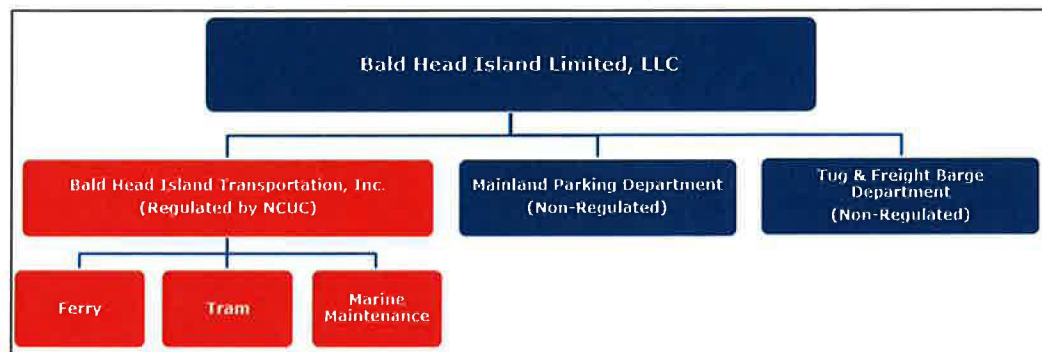 Bald Head Island Limited, LLC
Bald Head Island Transportation, Inc.
(Regulated by NCUC)
Mainland Parking Department
(Non-Regulated)
Tug & Freight Barge
Department
(Non-Regulated)
Ferry
Tram
Marine
Maintenance